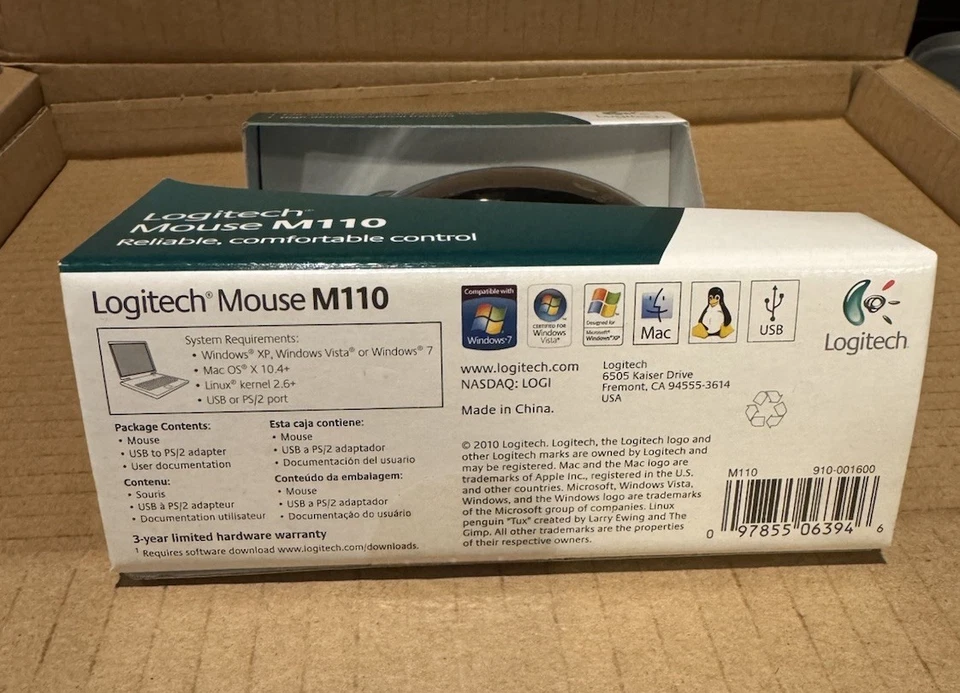 Logitech
Logitech®
Mouse M110
Reliable, comfortable control
Logitech® Mouse M110
System Requirements:
• Windows® XP, Windows Vista® or Windows® 7
• Mac OS® X 10.4+
• Linux® kernel 2.6+
• USB or PS/2 port
Package Contents:
• Mouse
• USB to PS/2 adapter
• User documentation
Contenu:
• Souris
• USB à PS/2 adapteur
• Documentation utilisateur
Esta caja contiene:
• Mouse
• USB a PS/2 adaptador
• Documentación del usuario
Conteúdo da embalagem:
• Mouse
• USB a PS/2 adaptador
• Documentação do usuário
3-year limited hardware warranty
¹ Requires software download www.logitech.com/downloads.
Compatible with
Windows® 7
CERTIFIED FOR
Windows
Vista®
Designed for
Microsoft®
Windows® XP
Mac
USB
Logitech
www.logitech.com
NASDAQ: LOGI
Made in China.
Logitech
6505 Kaiser Drive
Fremont, CA 94555-3614
USA
© 2010 Logitech. Logitech, the Logitech logo and
other Logitech marks are owned by Logitech and
may be registered. Mac and the Mac logo are
trademarks of Apple Inc., registered in the U.S.
and other countries. Microsoft, Windows Vista,
Windows, and the Windows logo are trademarks
of the Microsoft group of companies. Linux
penguin "Tux" created by Larry Ewing and The
Gimp. All other trademarks are the properties
of their respective owners.
M110 910-001600
0 97855 06394 6